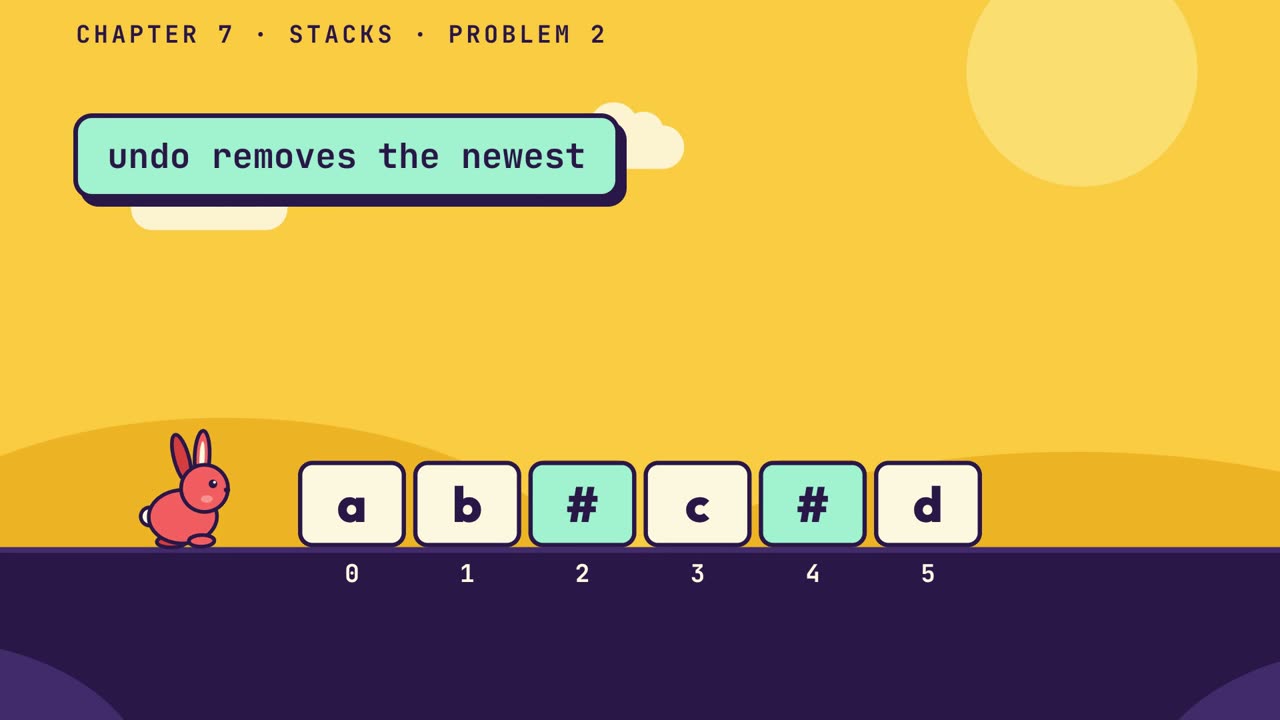 CHAPTER 7 · STACKS · PROBLEM 2
undo removes the newest
a b # c # d
0 1 2 3 4 5